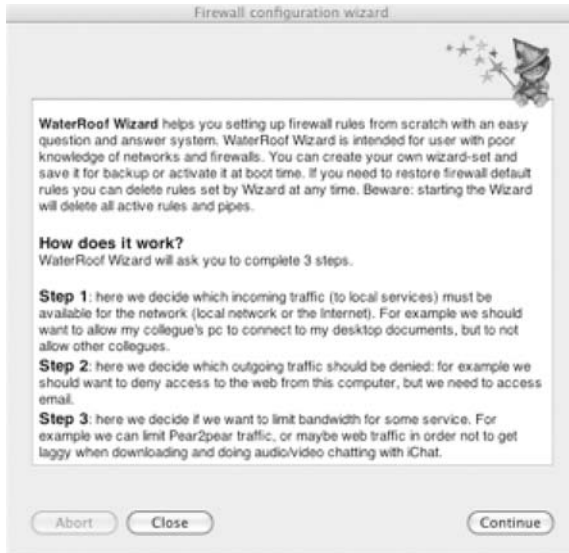 Firewall configuration wizard
WaterRoof Wizard helps you setting up firewall rules from scratch with an easy
question and answer system. WaterRoof Wizard is intended for user with poor
knowledge of networks and firewalls. You can create your own wizard-set and
save it for backup or activate it at boot time. If you need to restore firewall default
rules you can delete rules set by Wizard at any time. Beware: starting the Wizard
will delete all active rules and pipes.
How does it work?
WaterRoof Wizard will ask you to complete 3 steps.
Step 1: here we decide which incoming traffic (to local services) must be
available for the network (local network or the Internet). For example we should
want to allow my collegue's pc to connect to my desktop documents, but to not
allow other collegues.
Step 2: here we decide which outgoing traffic should be denied: for example we
should want to deny access to the web from this computer, but we need to access
email.
Step 3: here we decide if we want to limit bandwidth for some service. For
example we can limit Pear2pear traffic, or maybe web traffic in order not to get
laggy when downloading and doing audio/video chatting with iChat.
Abort Close Continue